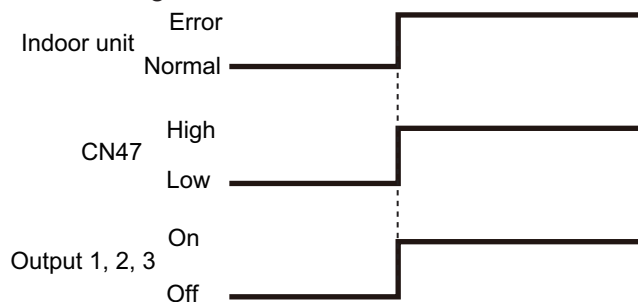 Error
Indoor unit
Normal
High
CN47
Low
On
Output 1, 2, 3
Off